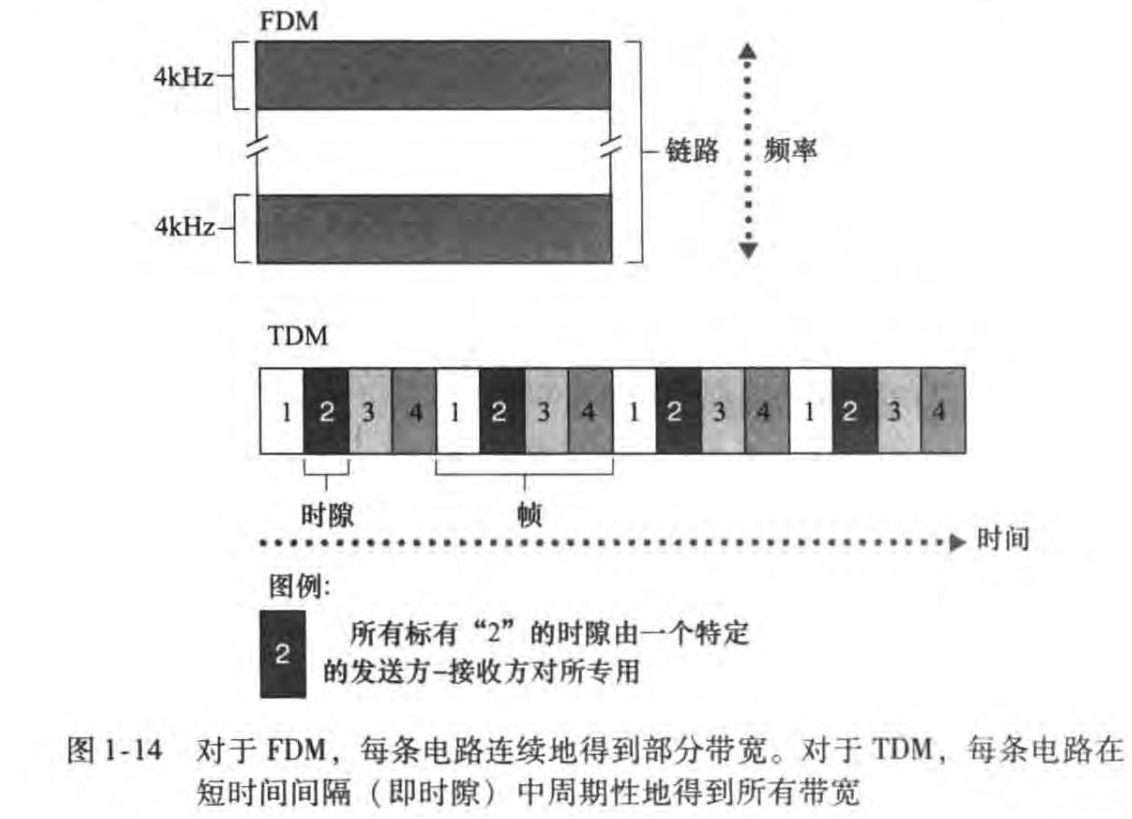 FDM
4kHz
链路
频率
4kHz
TDM
1 2 3 4 1 2 3 4 1 2 3 4 1 2 3 4
时隙
帧
时间
图例:
2
所有标有“2”的时隙由一个特定
的发送方-接收方对所专用
图 1-14 对于 FDM，每条电路连续地得到部分带宽。对于 TDM，每条电路在
短时间间隔（即时隙）中周期性地得到所有带宽